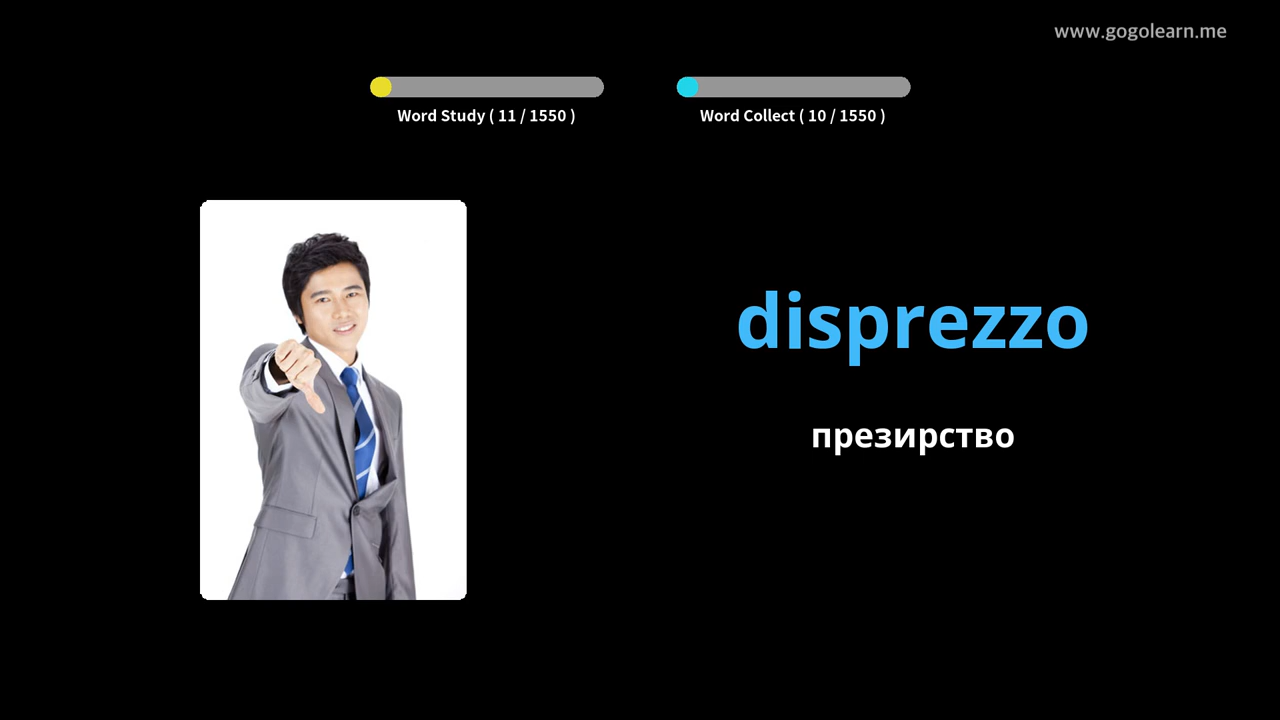 www.gogolearn.me
Word Study ( 11 / 1550 )
Word Collect ( 10 / 1550 )
disprezzo
презирство